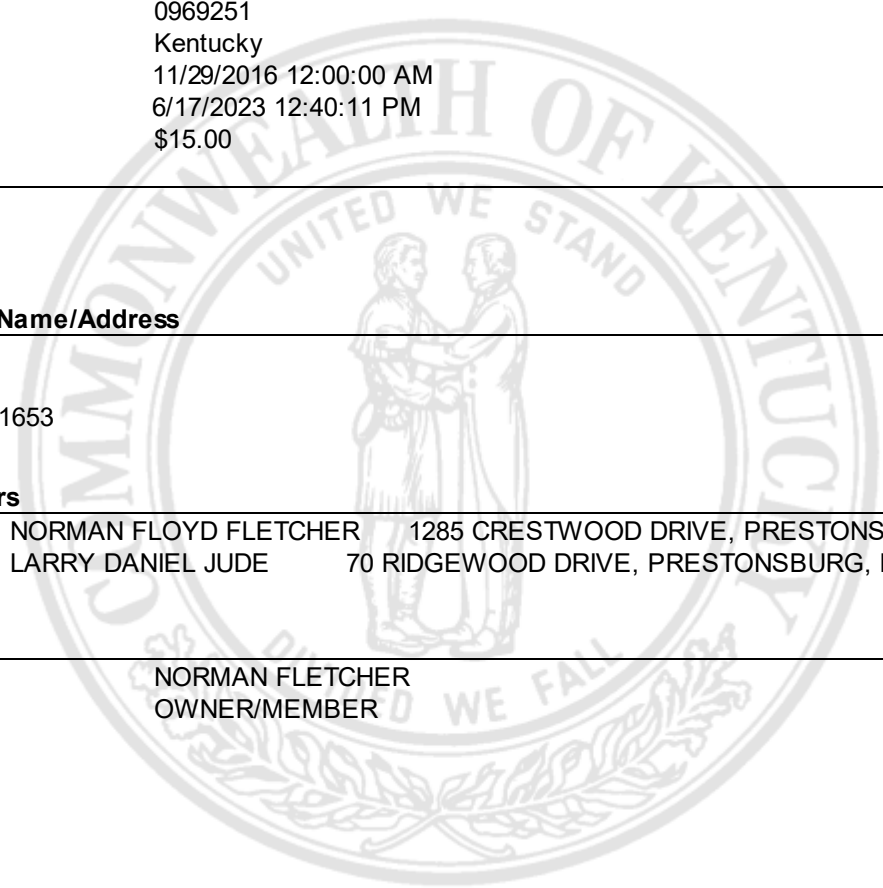 0969251
Kentucky
11/29/2016 12:00:00 AM
6/17/2023 12:40:11 PM
$15.00
COMMONWEALTH OF KENTUCKY
UNITED WE STAND
Name/Address
1653
rs
NORMAN FLOYD FLETCHER 1285 CRESTWOOD DRIVE, PRESTONS
LARRY DANIEL JUDE 70 RIDGEWOOD DRIVE, PRESTONSBURG,
DIVIDED WE FALL
NORMAN FLETCHER
OWNER/MEMBER